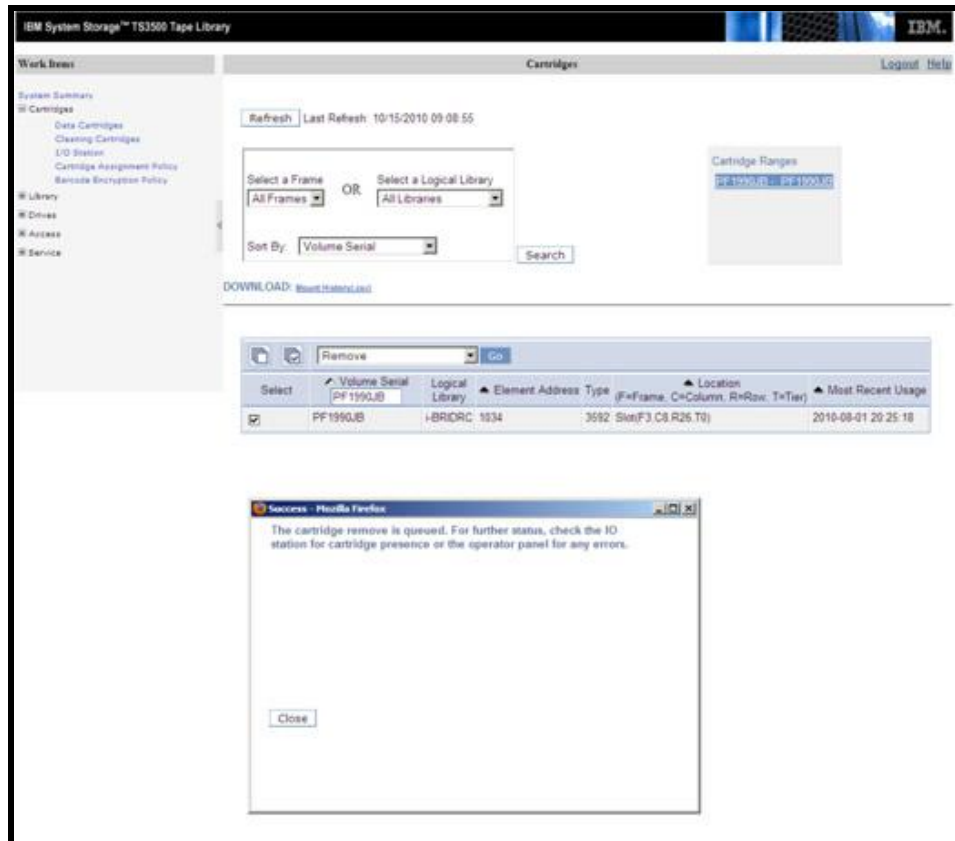 IBM System Storage™ TS3500 Tape Library
IBM.
Work Items
Cartridges
Logout Help
System Summary
Cartridges
Data Cartridges
Cleaning Cartridges
I/O Station
Cartridge Assignment Policy
Barcode Encryption Policy
Library
Drives
Access
Service
Refresh Last Refresh 10/15/2010 09:08:55
Select a Frame
OR
Select a Logical Library
All Frames
All Libraries
Sort By: Volume Serial
Search
Cartridge Ranges
PF1990JB - PF1990JB
DOWNLOAD: Mount History(.csv)
Remove
Go
Select
Volume Serial
PF1990JB
Logical Library
Element Address
Type
Location
(F=Frame, C=Column, R=Row, T=Tier)
Most Recent Usage
PF1990JB
i-BRIDRC
1034
3592
Slot(F3,C8,R26,T0)
2010-08-01 20:25:18
Success - Mozilla Firefox
The cartridge remove is queued. For further status, check the IO
station for cartridge presence or the operator panel for any errors.
Close